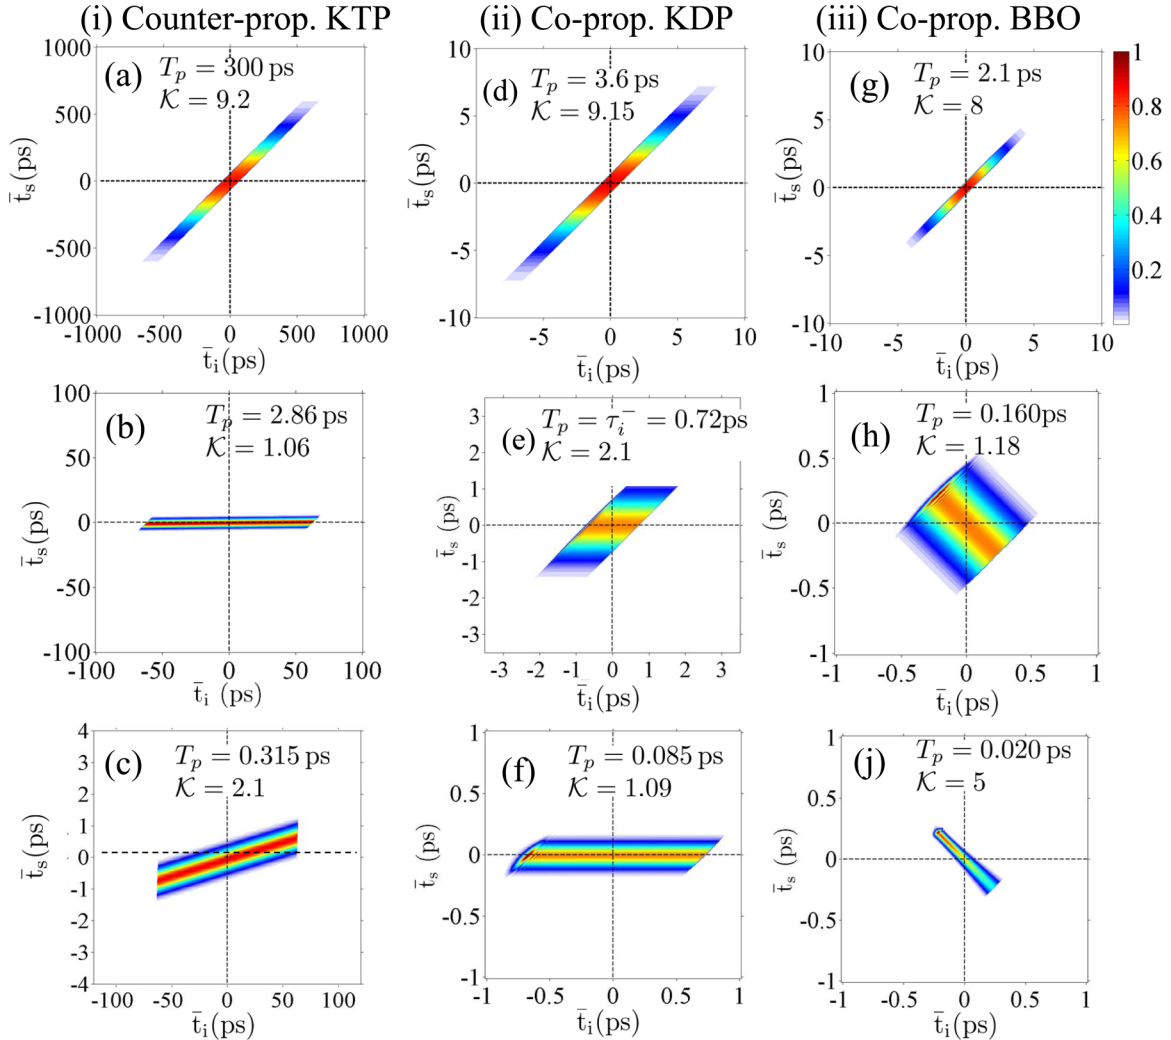 (i) Counter-prop. KTP
(ii) Co-prop. KDP
(iii) Co-prop. BBO
(a)
T_p = 300 ps
𝒦 = 9.2
1000
500
0
-500
-1000
-1000 -500 0 500 1000
t̄_s (ps)
t̄_i (ps)
(d)
T_p = 3.6 ps
𝒦 = 9.15
10
5
0
-5
-10
-5 0 5 10
t̄_s (ps)
t̄_i (ps)
(g)
T_p = 2.1 ps
𝒦 = 8
10
5
0
-5
-10
-10 -5 0 5 10
t̄_s (ps)
t̄_i (ps)
1
0.8
0.6
0.4
0.2
(b)
T_p = 2.86 ps
𝒦 = 1.06
100
50
0
-50
-100
-100 -50 0 50 100
t̄_s (ps)
t̄_i (ps)
(e)
T_p = τ_i^- = 0.72ps
𝒦 = 2.1
3
2
1
0
-1
-2
-3
-3 -2 -1 0 1 2 3
t̄_s (ps)
t̄_i (ps)
(h)
T_p = 0.160ps
𝒦 = 1.18
1
0.5
0
-0.5
-1
-1 -0.5 0 0.5 1
t̄_s (ps)
t̄_i (ps)
(c)
T_p = 0.315 ps
𝒦 = 2.1
4
3
2
1
0
-1
-2
-3
-4
-100 -50 0 50 100
t̄_s (ps)
t̄_i (ps)
(f)
T_p = 0.085 ps
𝒦 = 1.09
1
0.5
0
-0.5
-1
-1 -0.5 0 0.5 1
t̄_s (ps)
t̄_i (ps)
(j)
T_p = 0.020 ps
𝒦 = 5
1
0.5
0
-0.5
-1
-1 -0.5 0 0.5 1
t̄_s (ps)
t̄_i (ps)